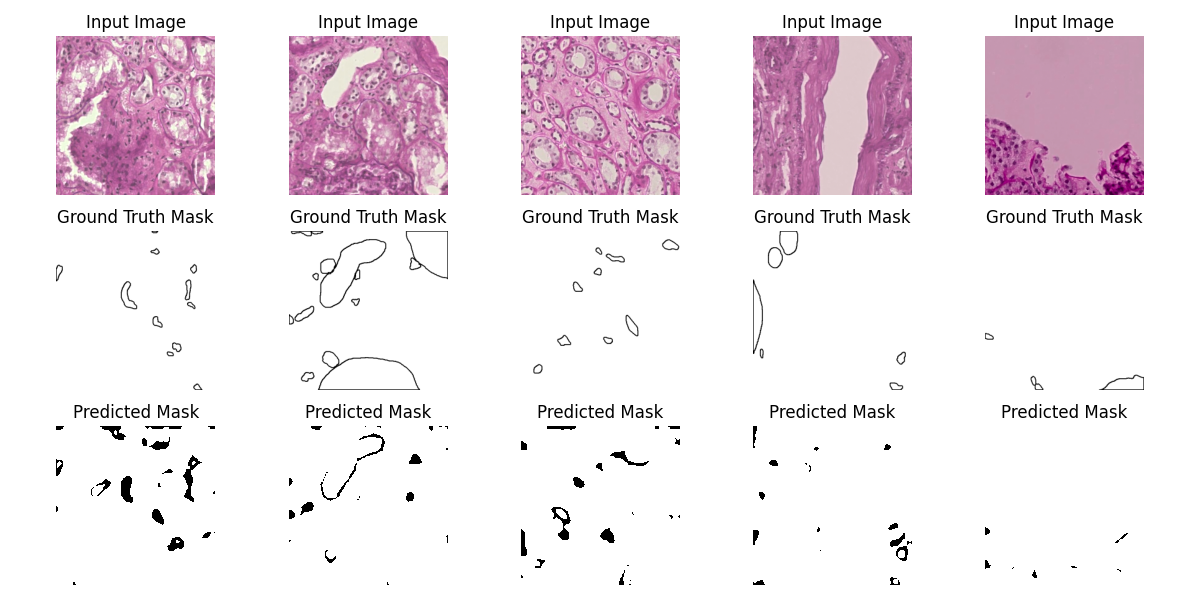 Input Image Input Image Input Image Input Image Input Image
Ground Truth Mask Ground Truth Mask Ground Truth Mask Ground Truth Mask Ground Truth Mask
Predicted Mask Predicted Mask Predicted Mask Predicted Mask Predicted Mask